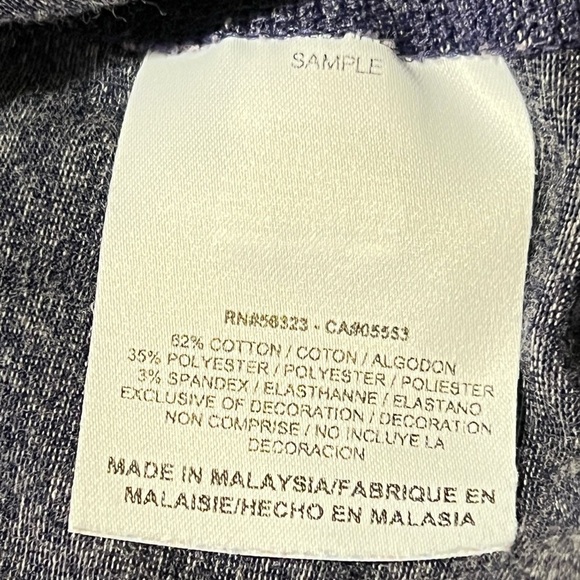 SAMPLE
RN#56323 - CA#05553
62% COTTON / COTON / ALGODON
35% POLYESTER / POLYESTER / POLIESTER
3% SPANDEX / ELASTHANNE / ELASTANO
EXCLUSIVE OF DECORATION / DECORATION
NON COMPRISE / NO INCLUYE LA
DECORACION
MADE IN MALAYSIA/FABRIQUE EN
MALAISIE/HECHO EN MALASIA